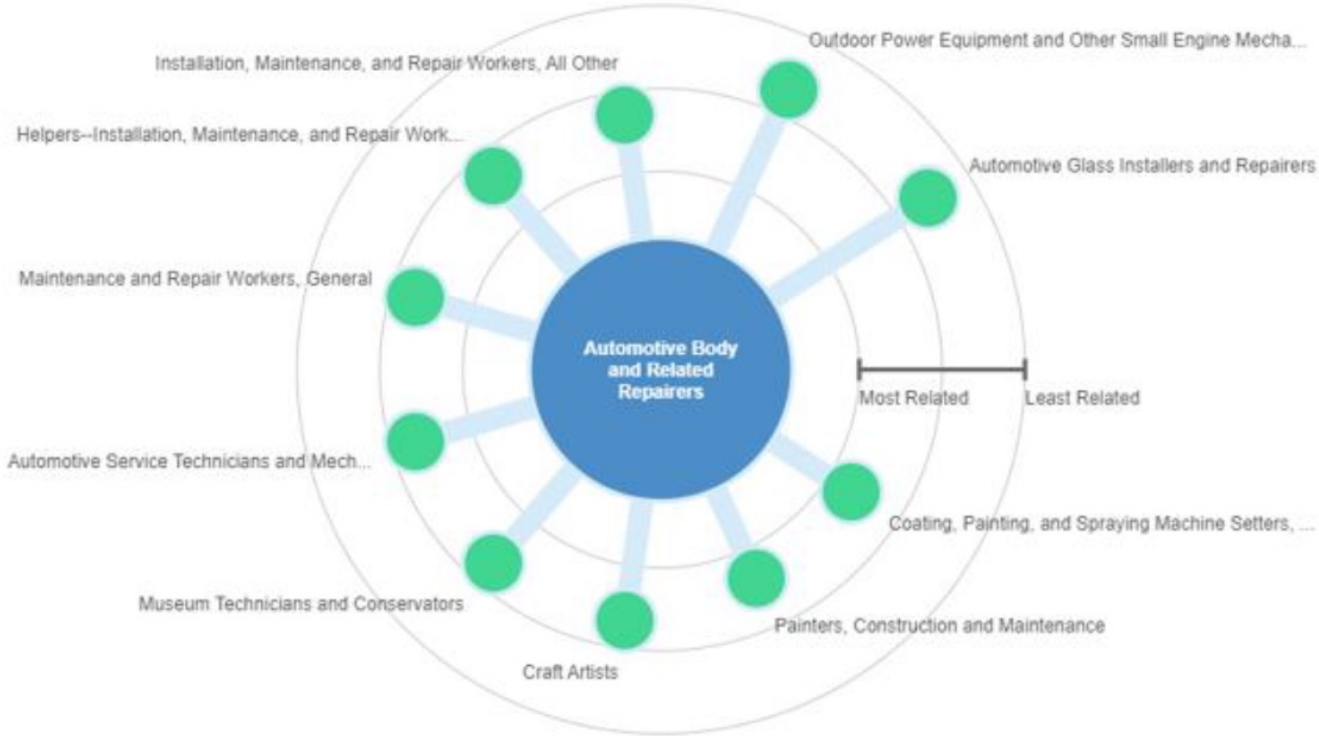 Outdoor Power Equipment and Other Small Engine Mecha...
Installation, Maintenance, and Repair Workers, All Other
Helpers--Installation, Maintenance, and Repair Work...
Automotive Glass Installers and Repairers
Maintenance and Repair Workers, General
Automotive Body
and Related
Repairers
Most Related
Least Related
Automotive Service Technicians and Mech...
Coating, Painting, and Spraying Machine Setters, ...
Museum Technicians and Conservators
Painters, Construction and Maintenance
Craft Artists